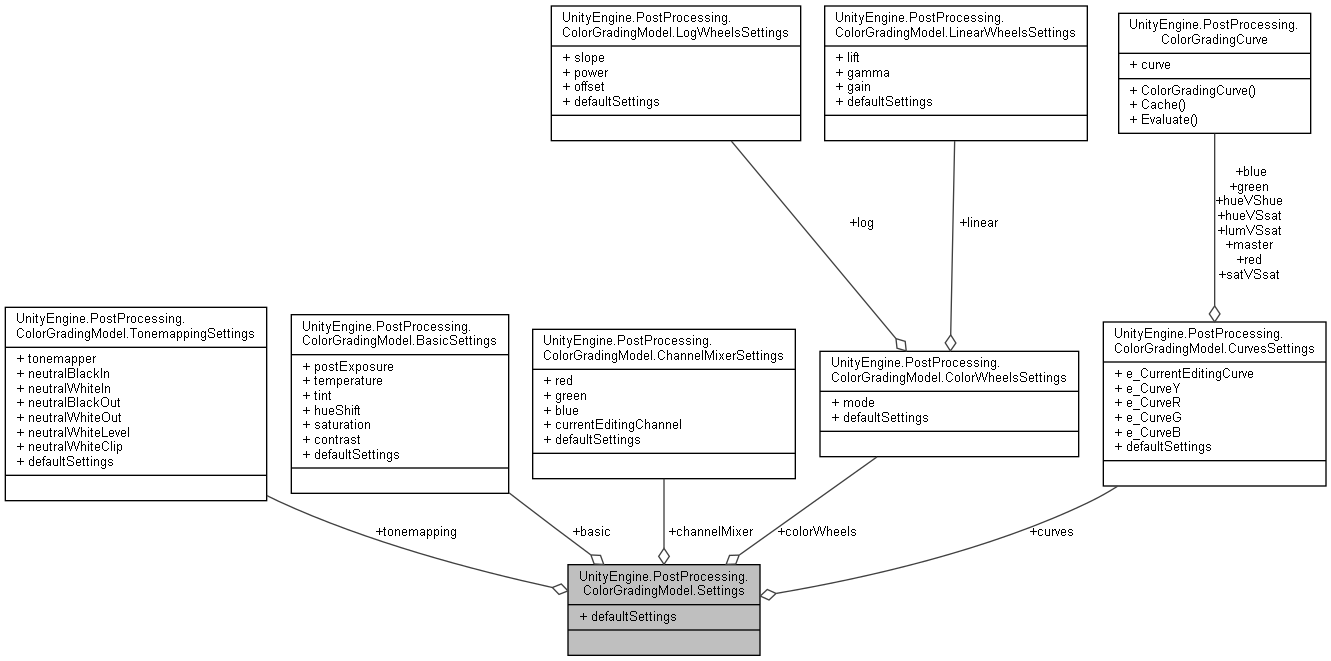 UnityEngine.PostProcessing.
ColorGradingModel.LogWheelsSettings
+ slope
+ power
+ offset
+ defaultSettings
UnityEngine.PostProcessing.
ColorGradingModel.LinearWheelsSettings
+ lift
+ gamma
+ gain
+ defaultSettings
UnityEngine.PostProcessing.
ColorGradingCurve
+ curve
+ ColorGradingCurve()
+ Cache()
+ Evaluate()
+log
+linear
+blue
+green
+hueVShue
+hueVSsat
+lumVSsat
+master
+red
+satVSsat
UnityEngine.PostProcessing.
ColorGradingModel.TonemappingSettings
+ tonemapper
+ neutralBlackIn
+ neutralWhiteIn
+ neutralBlackOut
+ neutralWhiteOut
+ neutralWhiteLevel
+ neutralWhiteClip
+ defaultSettings
UnityEngine.PostProcessing.
ColorGradingModel.BasicSettings
+ postExposure
+ temperature
+ tint
+ hueShift
+ saturation
+ contrast
+ defaultSettings
UnityEngine.PostProcessing.
ColorGradingModel.ChannelMixerSettings
+ red
+ green
+ blue
+ currentEditingChannel
+ defaultSettings
UnityEngine.PostProcessing.
ColorGradingModel.ColorWheelsSettings
+ mode
+ defaultSettings
UnityEngine.PostProcessing.
ColorGradingModel.CurvesSettings
+ e_CurrentEditingCurve
+ e_CurveY
+ e_CurveR
+ e_CurveG
+ e_CurveB
+ defaultSettings
+tonemapping
+basic
+channelMixer
+colorWheels
+curves
UnityEngine.PostProcessing.
ColorGradingModel.Settings
+ defaultSettings